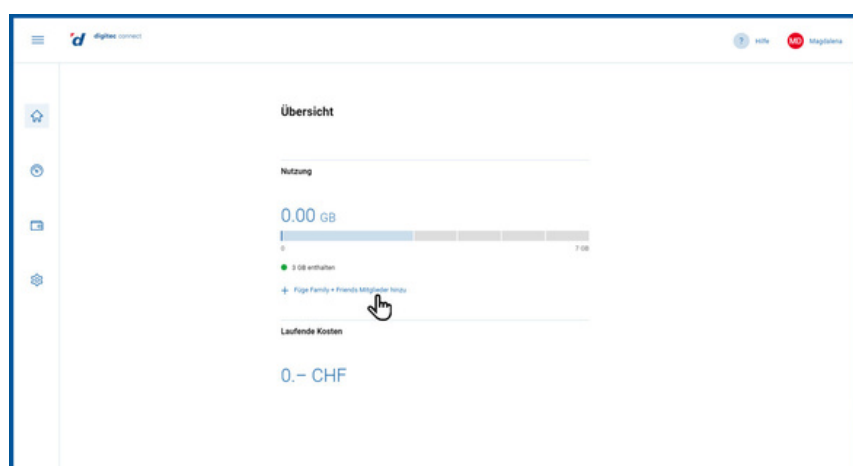 digitec connect
? Hilfe
MD Magdalena
Übersicht
Nutzung
0.00 GB
0 7 GB
3 GB enthalten
+ Füge Family + Friends Mitglieder hinzu
Laufende Kosten
0.– CHF